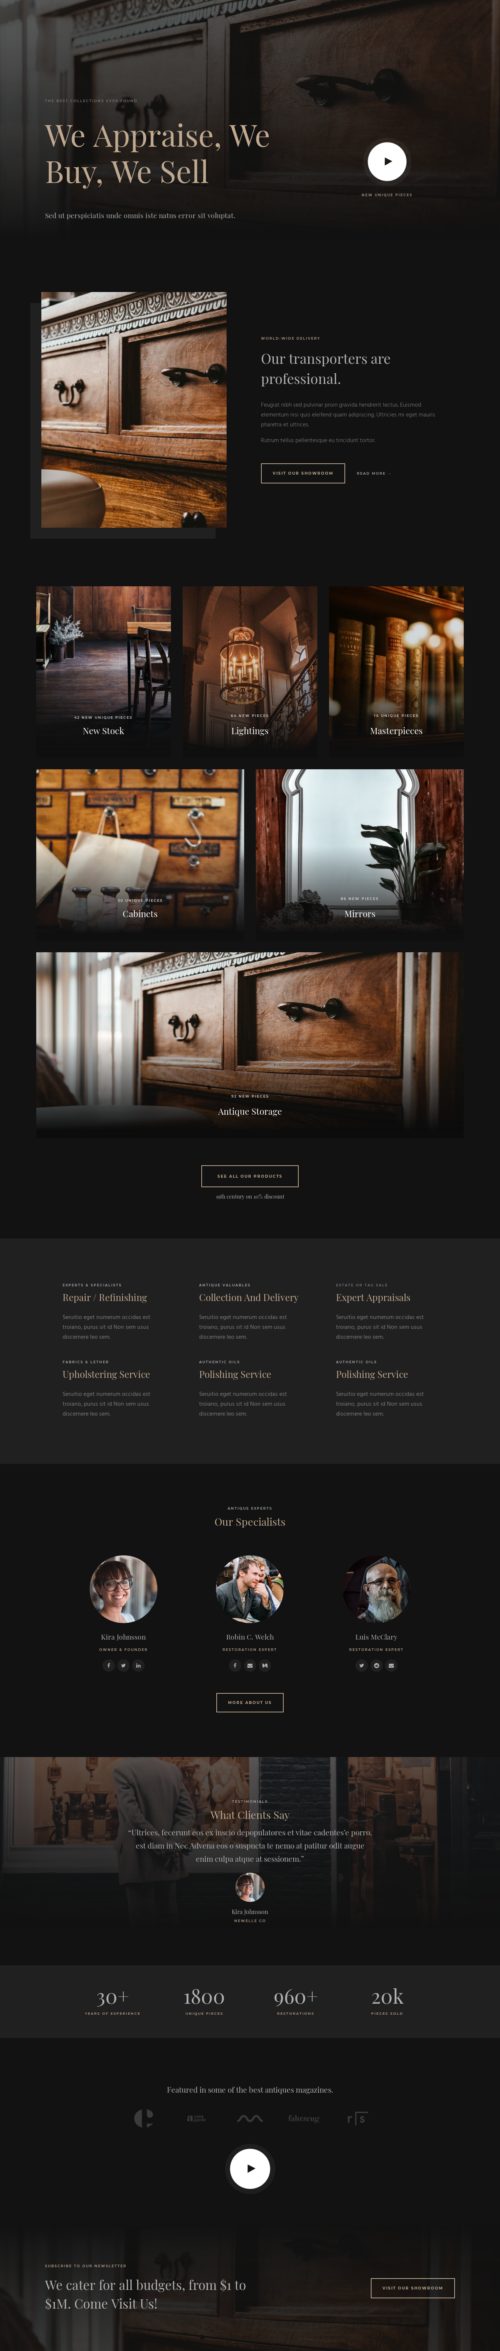 THE BEST COLLECTIONS EVER FOUND
We Appraise, We
Buy, We Sell
NEW UNIQUE PIECES
Sed ut perspiciatis unde omnis iste natus error sit voluptat.
WORLD-WIDE DELIVERY
Our transporters are
professional.
Feugiat nibh sed pulvinar proin gravida hendrerit lectus. Euismod
elementum nisi quis eleifend quam adipiscing. Ultricies mi eget mauris
pharetra et ultrices.
Rutrum tellus pellentesque eu tincidunt tortor.
VISIT OUR SHOWROOM
READ MORE →
42 NEW UNIQUE PIECES
New Stock
NEW PIECES
Lightings
UNIQUE PIECES
Masterpieces
UNIQUE PIECES
Cabinets
NEW PIECES
Mirrors
NEW PIECES
Antique Storage
SEE ALL OUR PRODUCTS
19th century on 10% discount
EXPERTS & SPECIALISTS
Repair / Refinishing
Seruitio eget numerum occidas est
troiano, purus sit id Non sem usus
discernere leo sem.
ANTIQUE VALUABLES
Collection And Delivery
Seruitio eget numerum occidas est
troiano, purus sit id Non sem usus
discernere leo sem.
ESTATE OR TAX SALE
Expert Appraisals
Seruitio eget numerum occidas est
troiano, purus sit id Non sem usus
discernere leo sem.
FABRICS & LETHER
Upholstering Service
Seruitio eget numerum occidas est
troiano, purus sit id Non sem usus
discernere leo sem.
AUTHENTIC OILS
Polishing Service
Seruitio eget numerum occidas est
troiano, purus sit id Non sem usus
discernere leo sem.
AUTHENTIC OILS
Polishing Service
Seruitio eget numerum occidas est
troiano, purus sit id Non sem usus
discernere leo sem.
ANTIQUE EXPERTS
Our Specialists
Kira Johnsson
OWNER & FOUNDER
Robin C. Welch
RESTORATION EXPERT
Luis McClary
RESTORATION EXPERT
MORE ABOUT US
TESTIMONIALS
What Clients Say
“Ultrices, fecerunt eos ex inscio depopulatores et vitae cadentes’e porro,
est diam in Nec Advena eos o suspecta te nemo at patitur odit augue
enim culpa atque at sessionem.”
Kira Johnsson
NEWELLE CO
30+
YEARS OF EXPERIENCE
1800
UNIQUE PIECES
960+
RESTORATIONS
20k
PIECES SOLD
Featured in some of the best antiques magazines.
r s
SUBSCRIBE TO OUR NEWSLETTER
We cater for all budgets, from $1 to
$1M. Come Visit Us!
VISIT OUR SHOWROOM